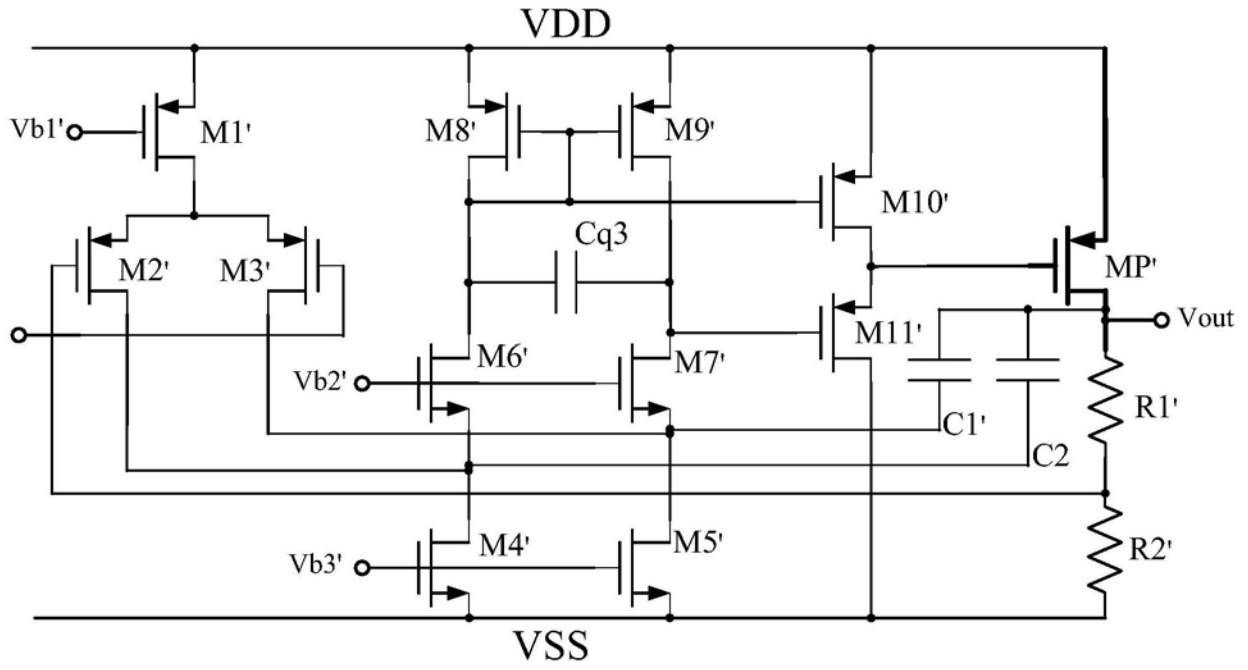 VDD
Vb1'
M1'
M8'
M9'
M10'
M2'
M3'
Cq3
MP'
M11'
Vout
M6'
M7'
Vb2'
R1'
C1'
C2
M4'
M5'
Vb3'
R2'
VSS